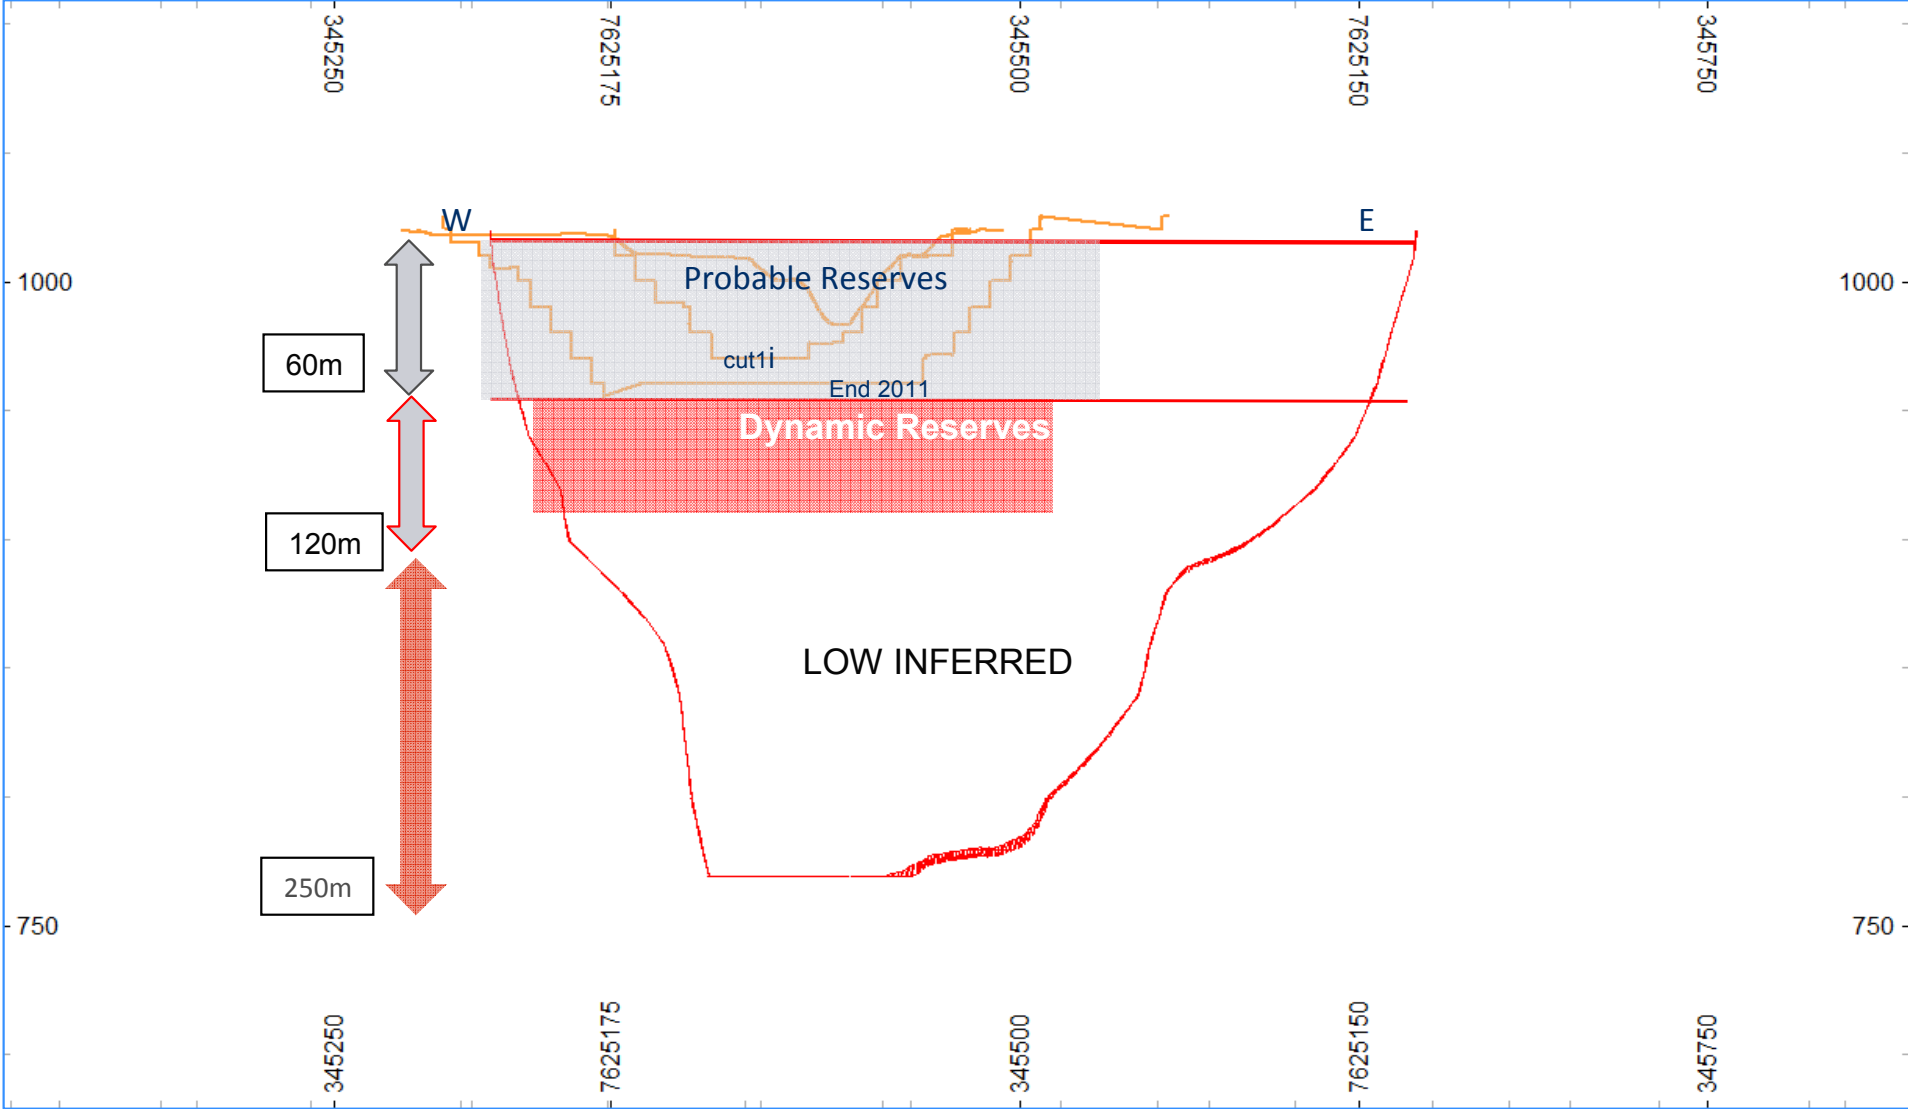 345250
7625175
345500
7625150
345750
W
E
1000
Probable Reserves
1000
60m
cut1i
End 2011
Dynamic Reserves
120m
LOW INFERRED
250m
750
750
345250
7625175
345500
7625150
345750